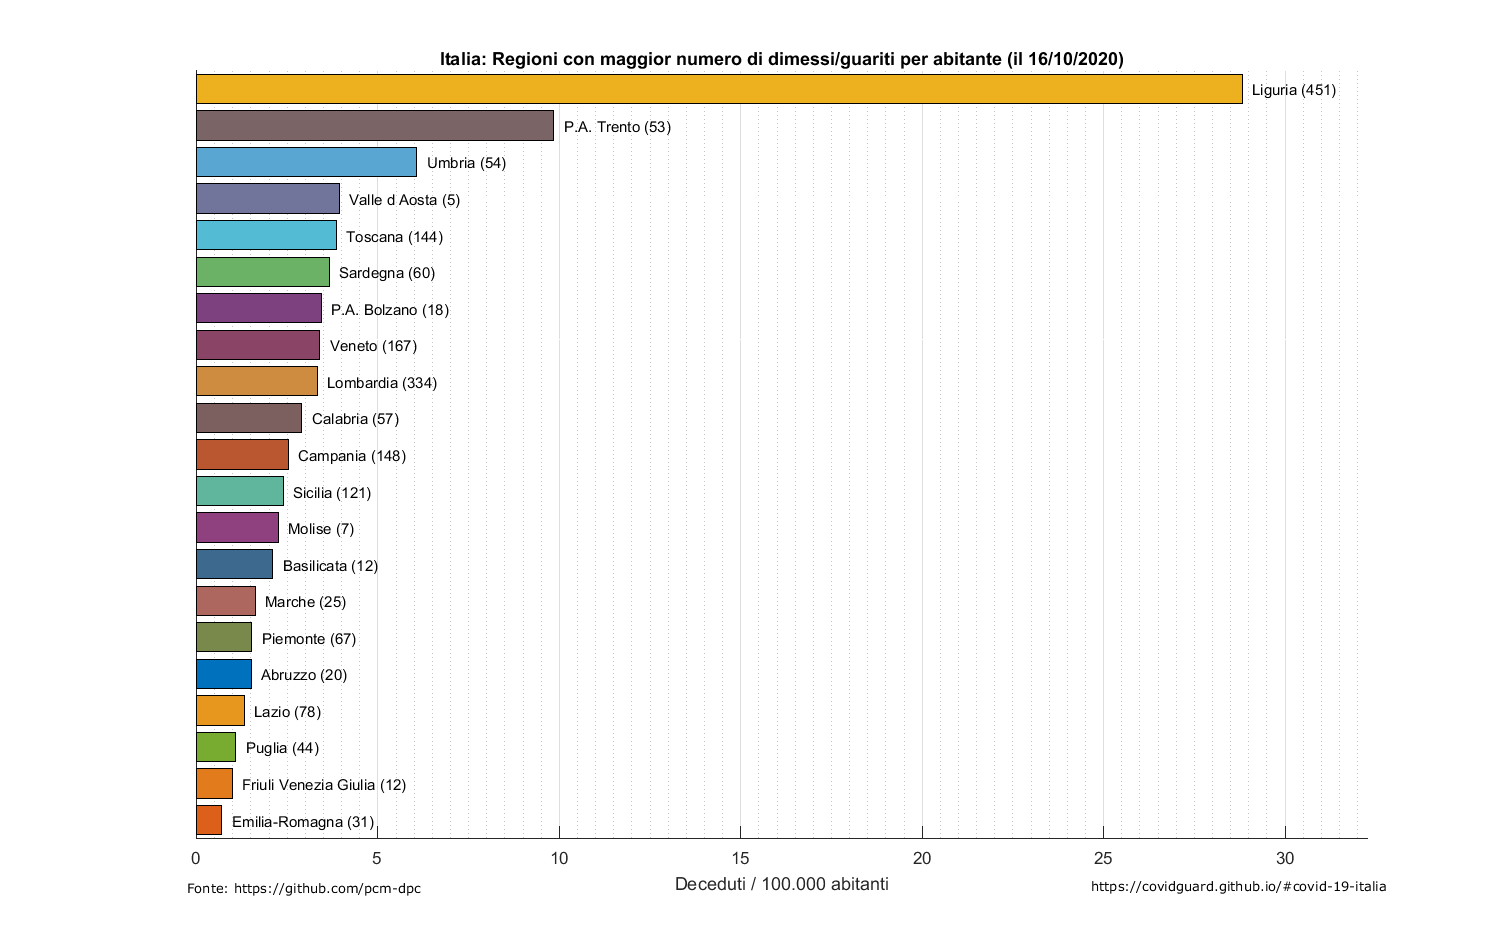 Italia: Regioni con maggior numero di dimessi/guariti per abitante (il 16/10/2020)
Liguria (451)
P.A. Trento (53)
Umbria (54)
Valle d Aosta (5)
Toscana (144)
Sardegna (60)
P.A. Bolzano (18)
Veneto (167)
Lombardia (334)
Calabria (57)
Campania (148)
Sicilia (121)
Molise (7)
Basilicata (12)
Marche (25)
Piemonte (67)
Abruzzo (20)
Lazio (78)
Puglia (44)
Friuli Venezia Giulia (12)
Emilia-Romagna (31)
0 5 10 15 20 25 30
Deceduti / 100.000 abitanti
Fonte: https://github.com/pcm-dpc
https://covidguard.github.io/#covid-19-italia